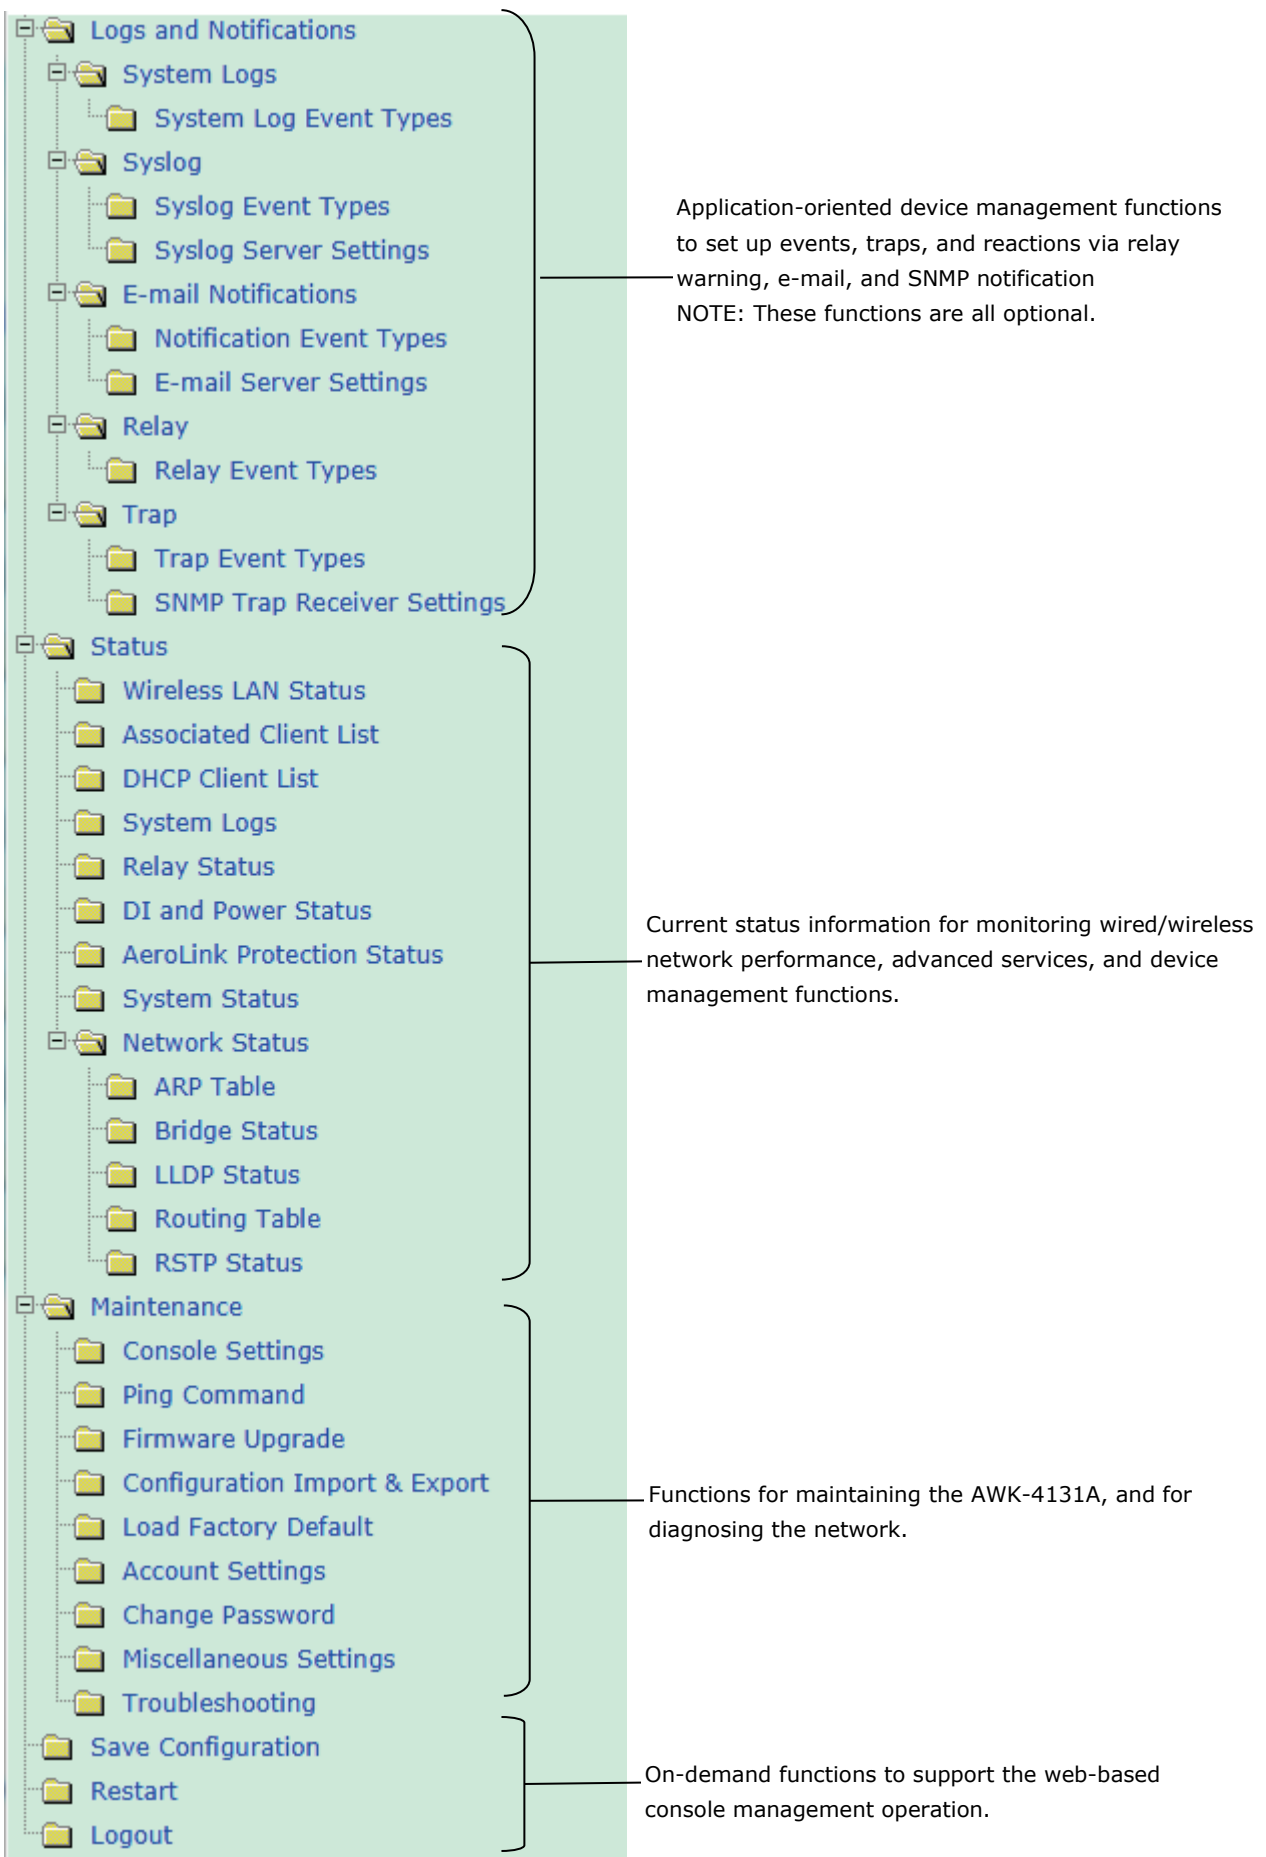 Logs and Notifications
System Logs
System Log Event Types
Syslog
Syslog Event Types
Syslog Server Settings
E-mail Notifications
Notification Event Types
E-mail Server Settings
Relay
Relay Event Types
Trap
Trap Event Types
SNMP Trap Receiver Settings
Application-oriented device management functions
to set up events, traps, and reactions via relay
warning, e-mail, and SNMP notification
NOTE: These functions are all optional.
Status
Wireless LAN Status
Associated Client List
DHCP Client List
System Logs
Relay Status
DI and Power Status
AeroLink Protection Status
System Status
Network Status
ARP Table
Bridge Status
LLDP Status
Routing Table
RSTP Status
Current status information for monitoring wired/wireless
network performance, advanced services, and device
management functions.
Maintenance
Console Settings
Ping Command
Firmware Upgrade
Configuration Import & Export
Load Factory Default
Account Settings
Change Password
Miscellaneous Settings
Troubleshooting
Functions for maintaining the AWK-4131A, and for
diagnosing the network.
Save Configuration
Restart
Logout
On-demand functions to support the web-based
console management operation.